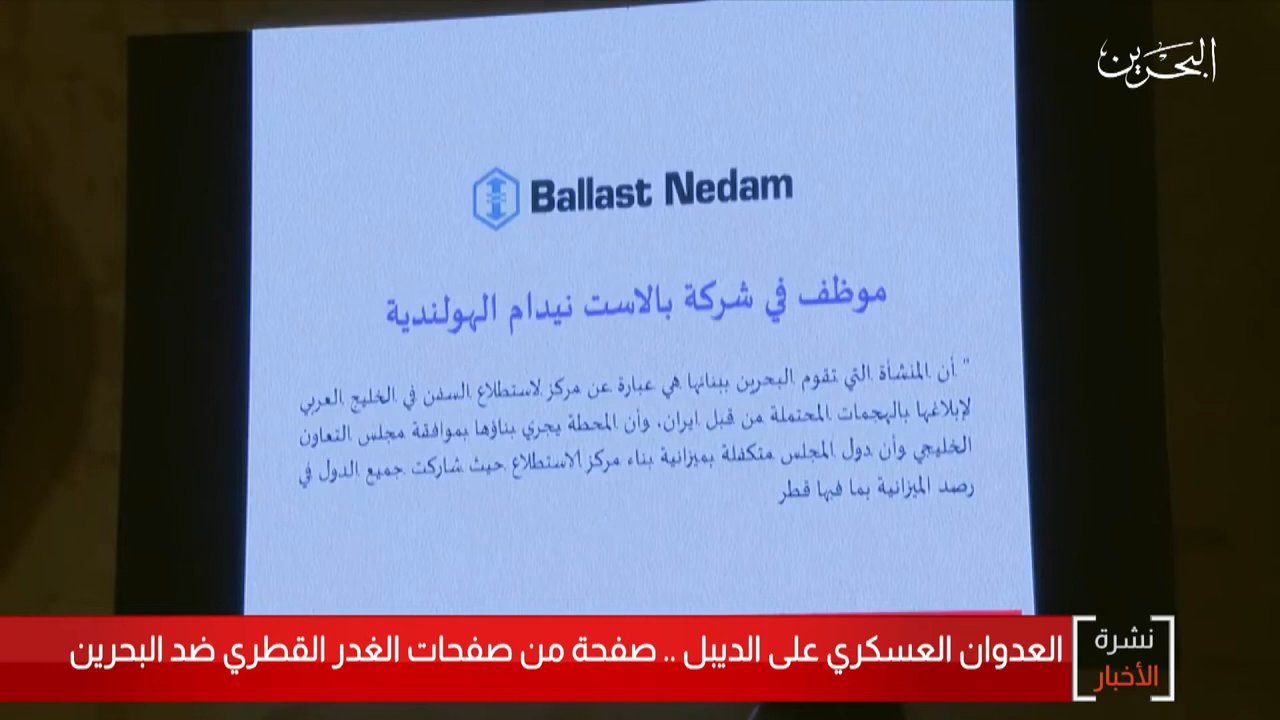 البحرين
Ballast Nedam
موظف في شركة بالاست نيدام الهولندية
" أن المنشأة التي تقوم البحرين ببنائها هي عبارة عن مركز لاستطلاع السفن في الخليج العربي
لإبلاغها بالهجمات المحتملة من قبل ايران، وأن المحطة يجري بناؤها بموافقة مجلس التعاون
الخليجي وأن دول المجلس متكفلة بميزانية بناء مركز الاستطلاع حيث شاركت جميع الدول في
رصد الميزانية بما فيها قطر
نشرة
الأخبار
العدوان العسكري على الديبل .. صفحة من صفحات الغدر القطري ضد البحرين